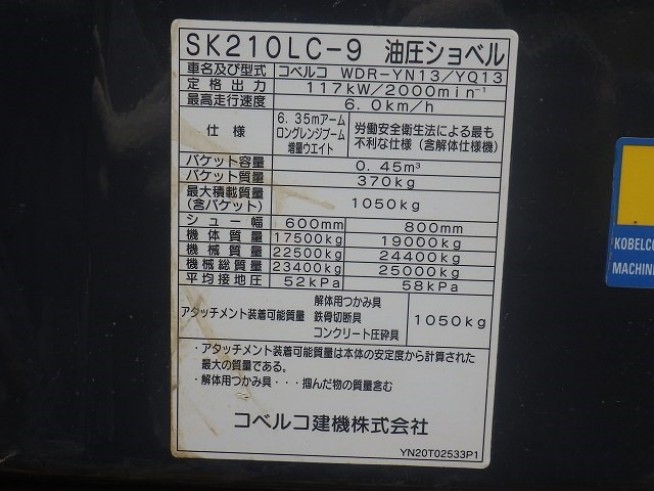 SK210LC-9 油圧ショベル
車名及び型式 コベルコ WDR-YN13/YQ13
定格出力 117kW/2000min⁻¹
最高走行速度 6.0km/h
仕様 6.35mアーム ロングレンジブーム 増量ウエイト 労働安全衛生法による最も不利な仕様(含解体仕様機)
バケット容量 0.45m³
バケット質量 370kg
最大積載質量 (含バケット) 1050kg
シュー幅 600mm 800mm
機体質量 17500kg 19000kg
機械質量 22500kg 24400kg
機械総質量 23400kg 25000kg
平均接地圧 52kPa 58kPa
アタッチメント装着可能質量 解体用つかみ具 鉄骨切断具 コンクリート圧砕具 1050kg
・アタッチメント装着可能質量は本体の安定度から計算された
最大の質量である。
・解体用つかみ具・・・掴んだ物の質量含む
コベルコ建機株式会社
YN20T02533P1
KOBELCO
MACHIN